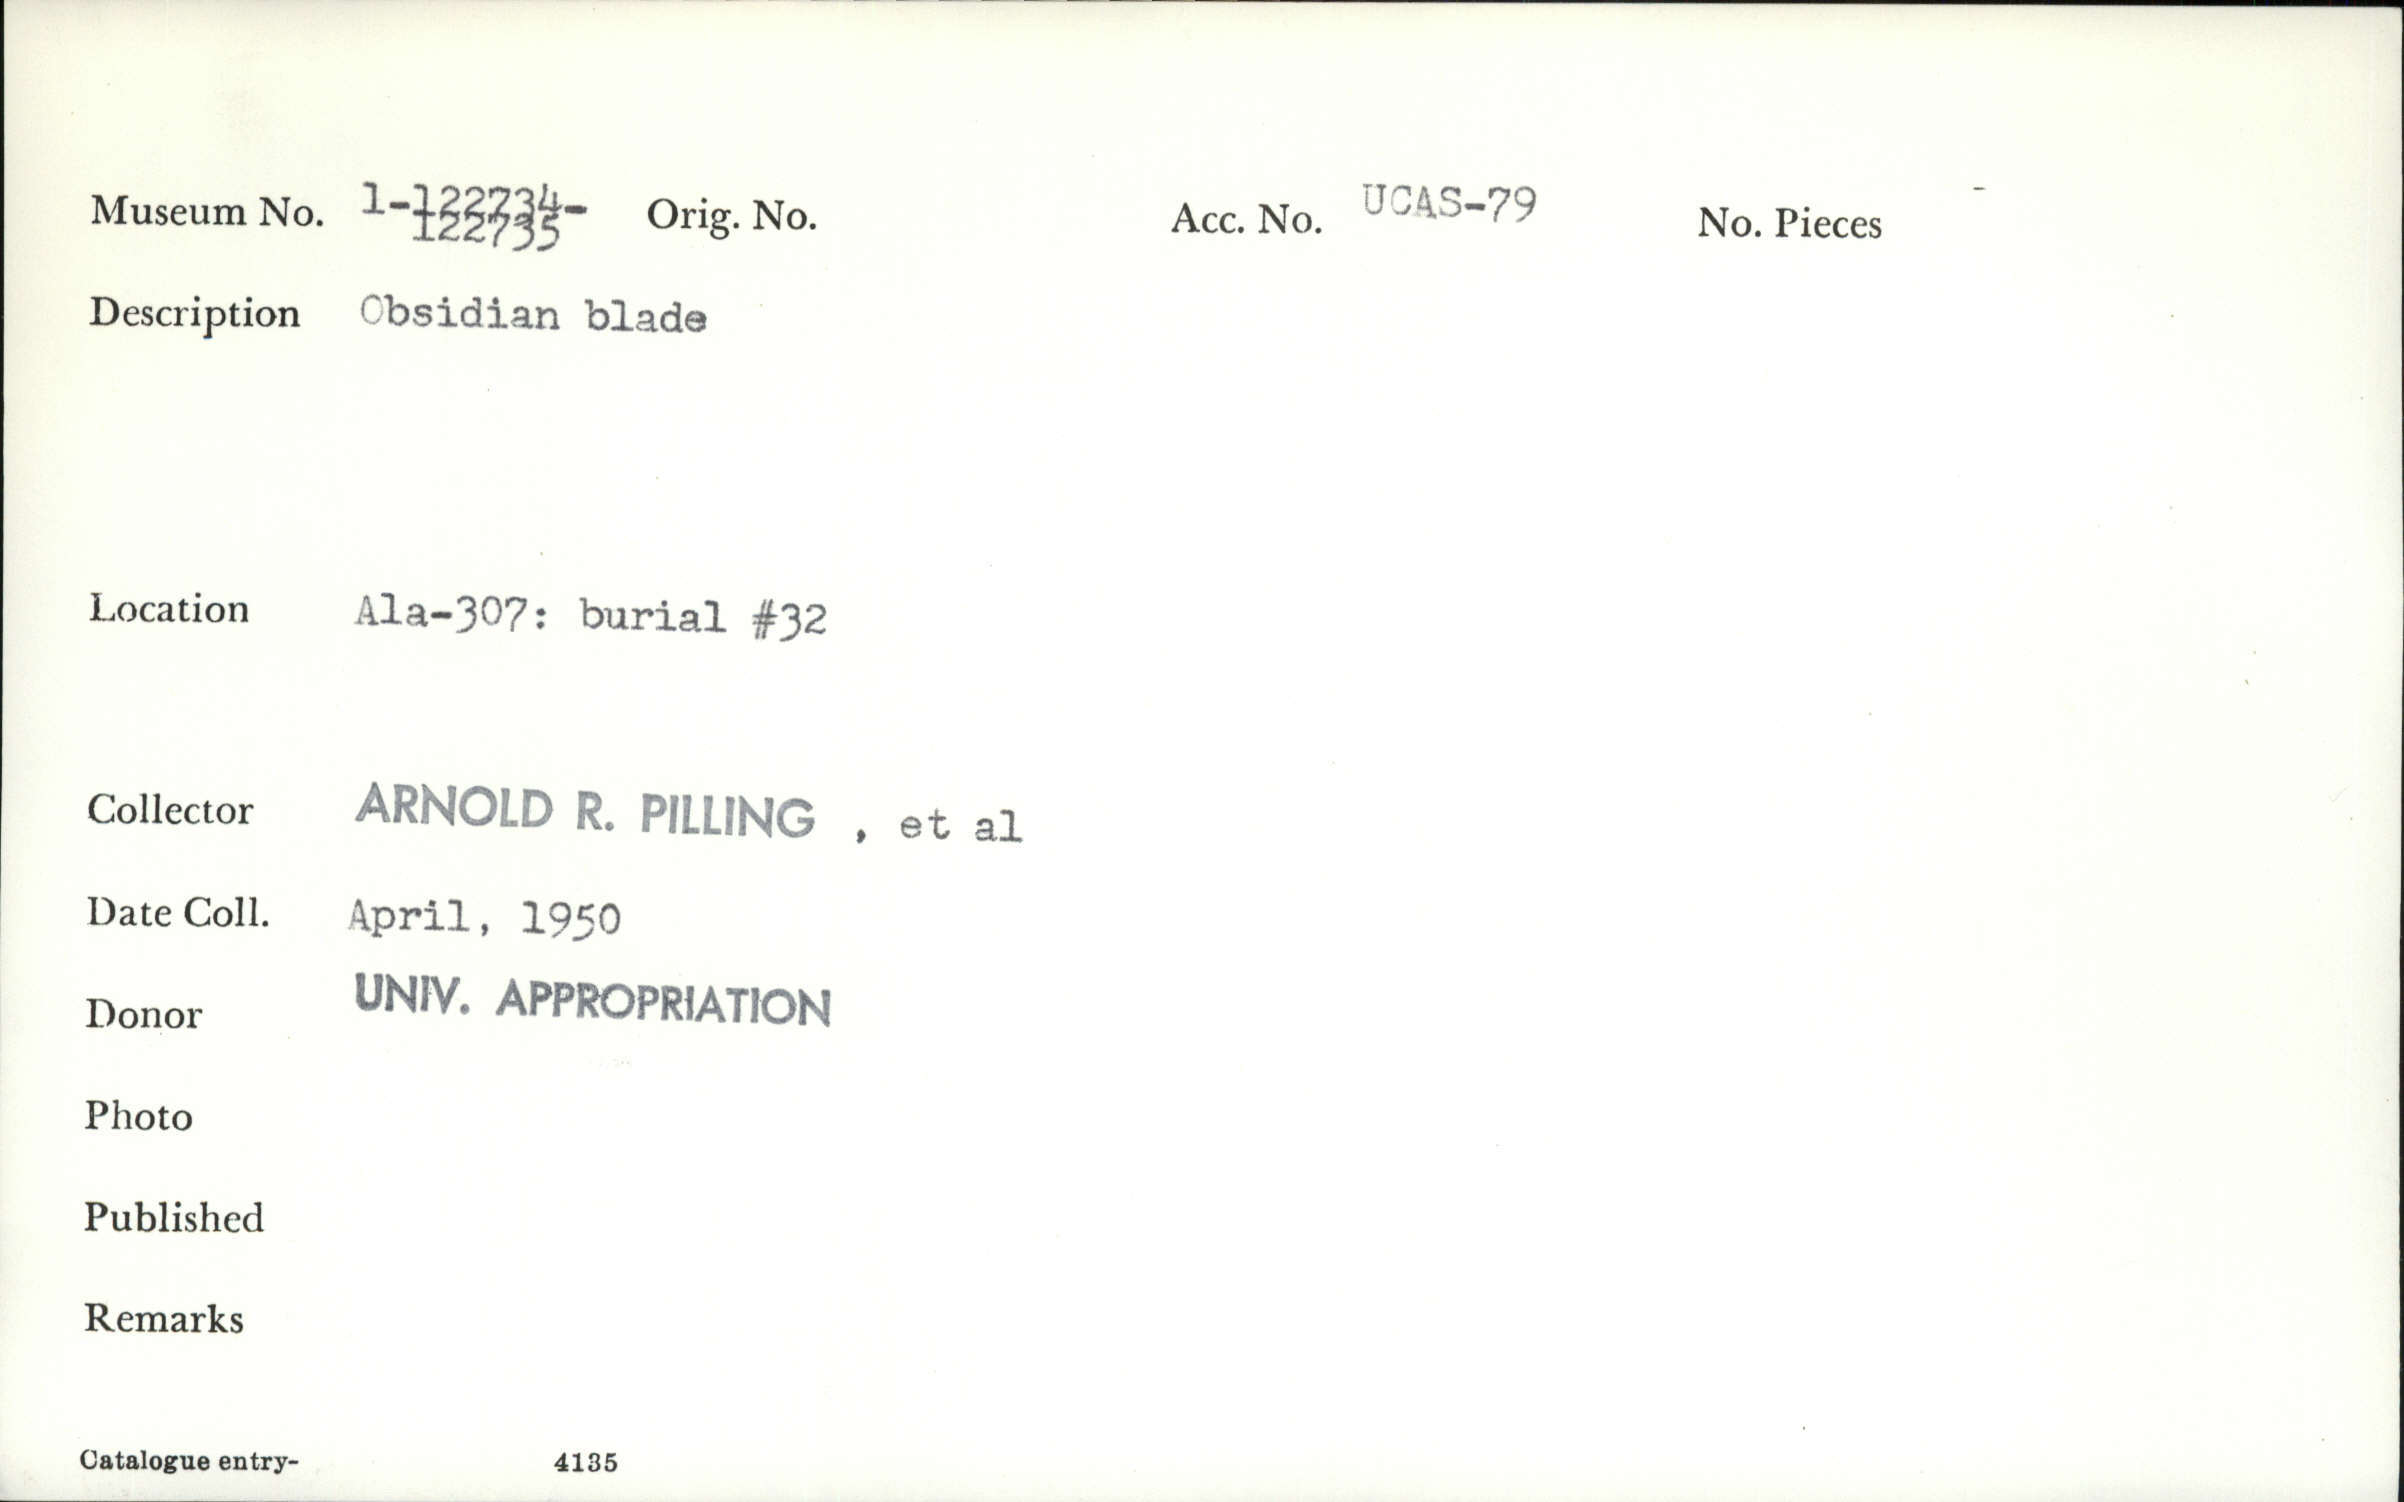 Museum No. 1-122734- Orig. No. Acc. No. UCAS-79 No. Pieces -
122735
Description Obsidian blade
Location Ala-307: burial #32
Collector ARNOLD R. PILLING , et al
Date Coll. April, 1950
Donor UNIV. APPROPRIATION
Photo
Published
Remarks
Catalogue entry- 4135